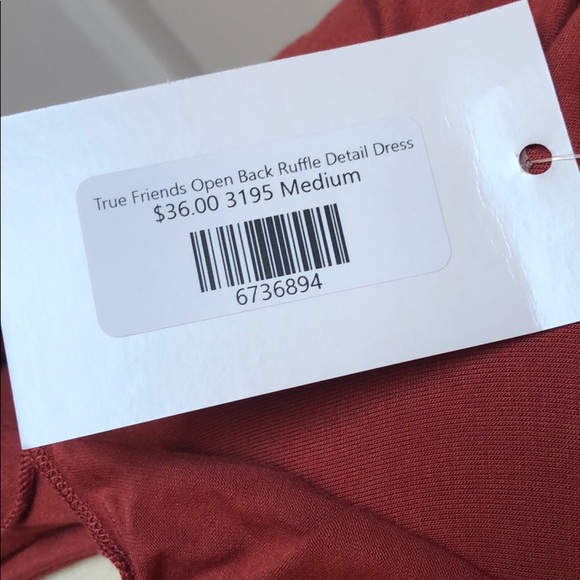 True Friends Open Back Ruffle Detail Dress
$36.00 3195 Medium
6736894